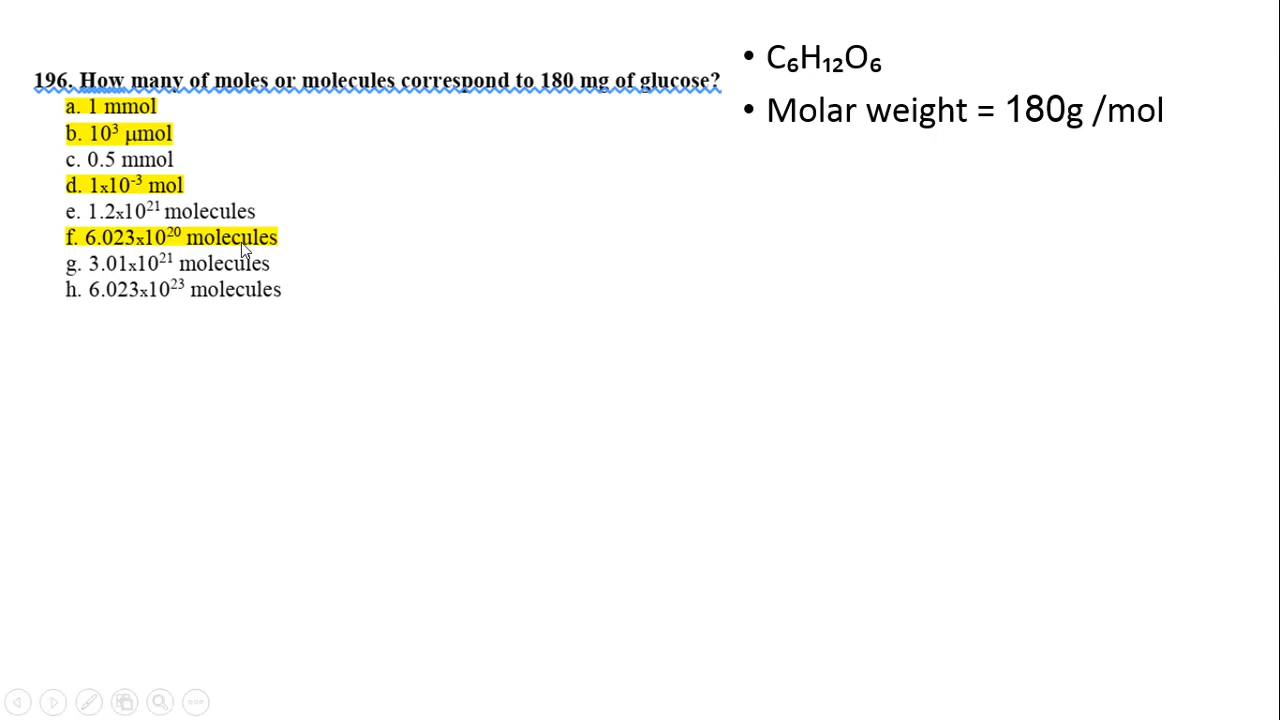 196. How many of moles or molecules correspond to 180 mg of glucose?
a. 1 mmol
b. 10³ µmol
c. 0.5 mmol
d. 1x10⁻³ mol
e. 1.2x10²¹ molecules
f. 6.023x10²⁰ molecules
g. 3.01x10²¹ molecules
h. 6.023x10²³ molecules
• C₆H₁₂O₆
• Molar weight = 180g /mol